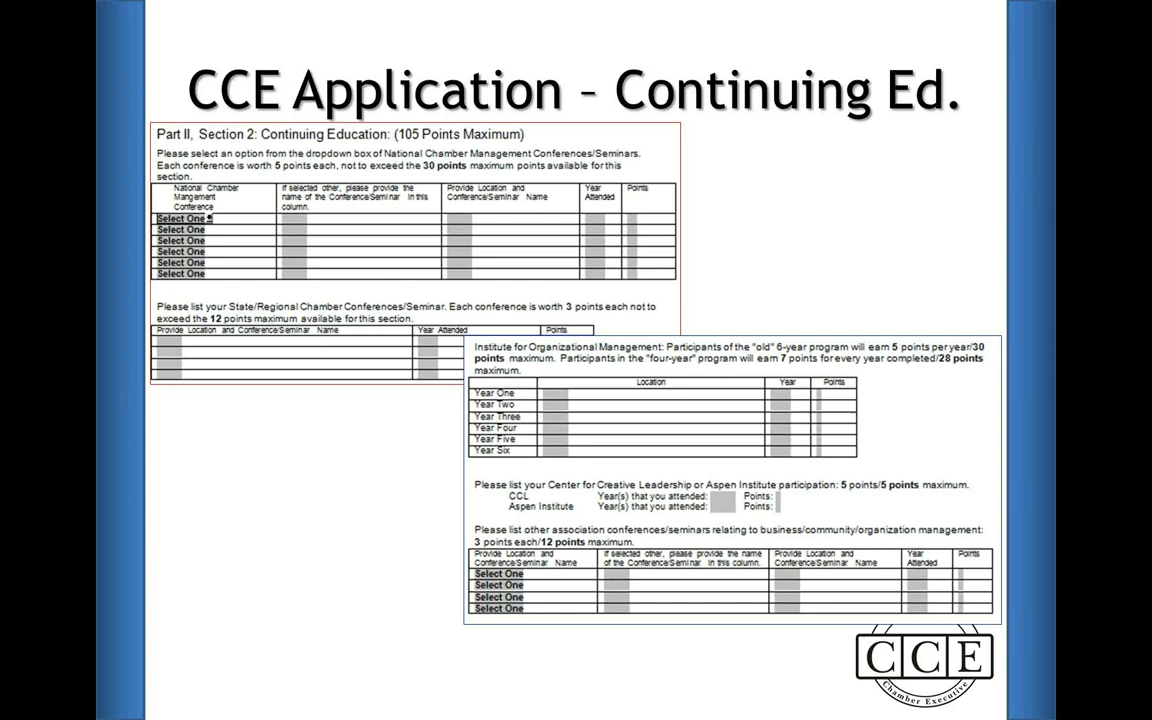 CCE Application – Continuing Ed.
Part II, Section 2: Continuing Education: (105 Points Maximum)
Please select an option from the dropdown box of National Chamber Management Conferences/Seminars.
Each conference is worth 5 points each, not to exceed the 30 points maximum points available for this
section.
National Chamber
Mangement
Conference
If selected other, please provide the
name of the Conference/Seminar in this
column.
Provide Location and
Conference/Seminar Name
Year
Attended
Points
Select One
Select One
Select One
Select One
Select One
Select One
Please list your State/Regional Chamber Conferences/Seminar. Each conference is worth 3 points each not to
exceed the 12 points maximum available for this section.
Provide Location and Conference/Seminar Name
Year Attended
Points
Institute for Organizational Management: Participants of the "old" 6-year program will earn 5 points per year/30
points maximum. Participants in the "four-year" program will earn 7 points for every year completed/28 points
maximum.
Location
Year
Points
Year One
Year Two
Year Three
Year Four
Year Five
Year Six
Please list your Center for Creative Leadership or Aspen Institute participation: 5 points/5 points maximum.
CCL Year(s) that you attended: Points:
Aspen Institute Year(s) that you attended: Points:
Please list other association conferences/seminars relating to business/community/organization management:
3 points each/12 points maximum.
Provide Location and
Conference/Seminar Name
If selected other, please provide the name
of the Conference/Seminar in this column.
Provide Location and
Conference/Seminar Name
Year
Attended
Points
Select One
Select One
Select One
Select One
CCE
Chamber Executive